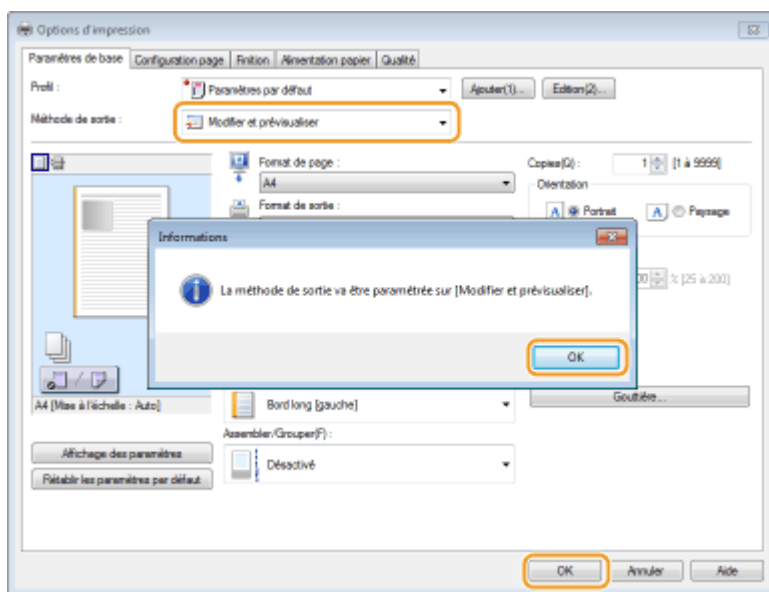 Options d'impression
Paramètres de base Configuration page Finition Alimentation papier Qualité
Profil : Paramètres par défaut Ajouter(1)... Edition(2)...
Méthode de sortie : Modifier et prévisualiser
Format de page : Copies(Q) : 1 [1 à 9999]
A4 Orientation
Format de sortie : A Portrait A Paysage
Informations
La méthode de sortie va être paramétrée sur [Modifier et prévisualiser].
% [25 à 200]
OK
A4 [Mise à l'échelle : Auto] Bord long [gauche] Gouttière...
Assembler/Grouper(F) :
Affichage des paramètres Désactivé
Rétablir les paramètres par défaut
OK Annuler Aide